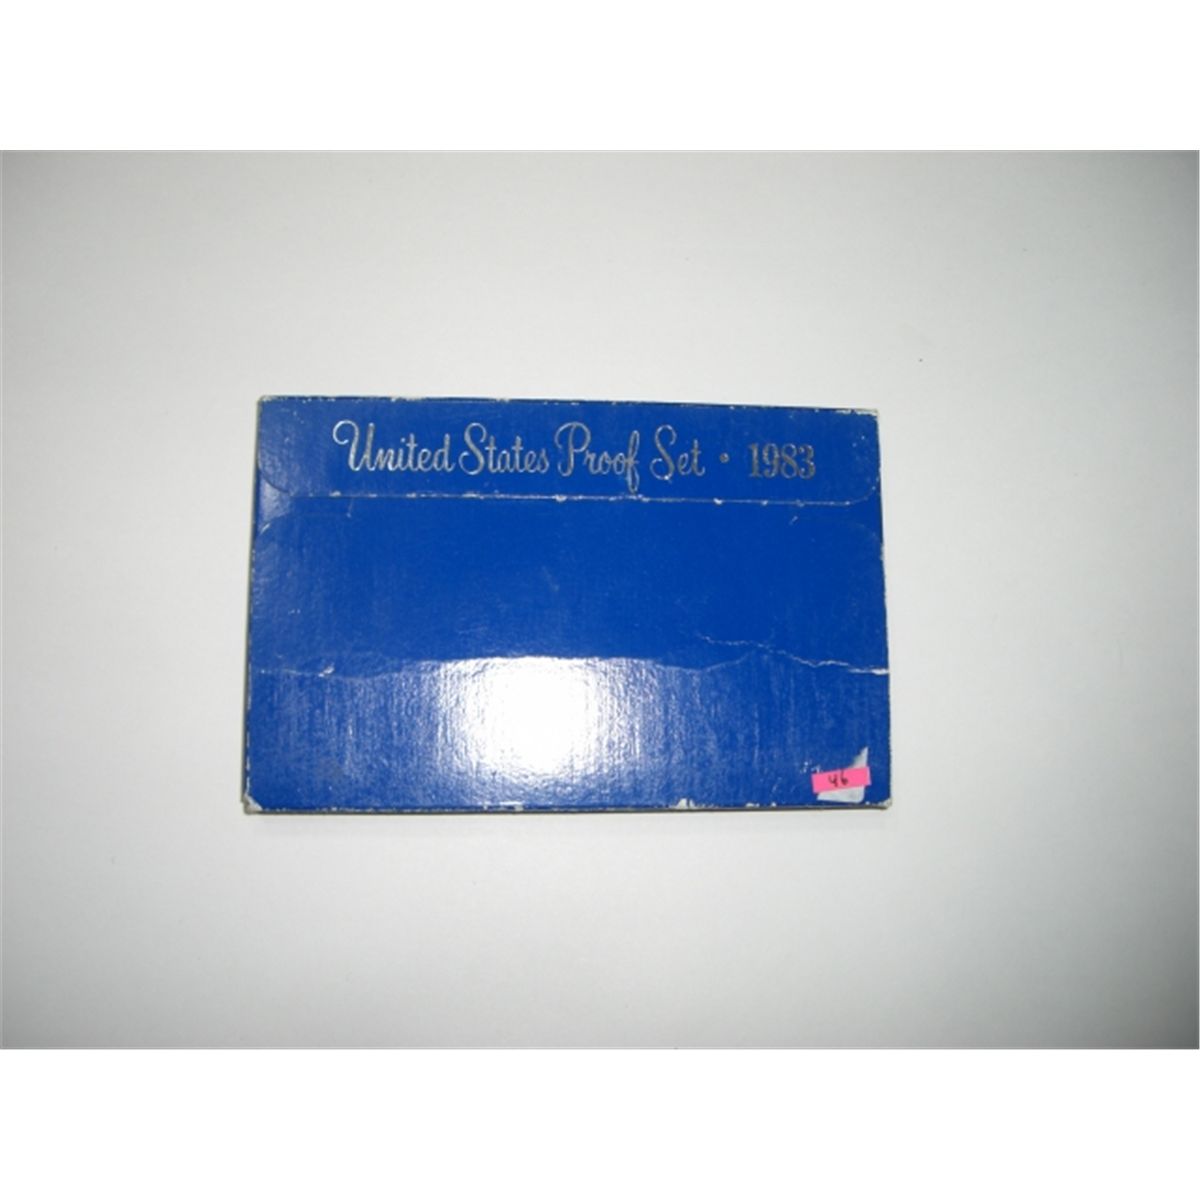 United States Proof Set • 1983
46